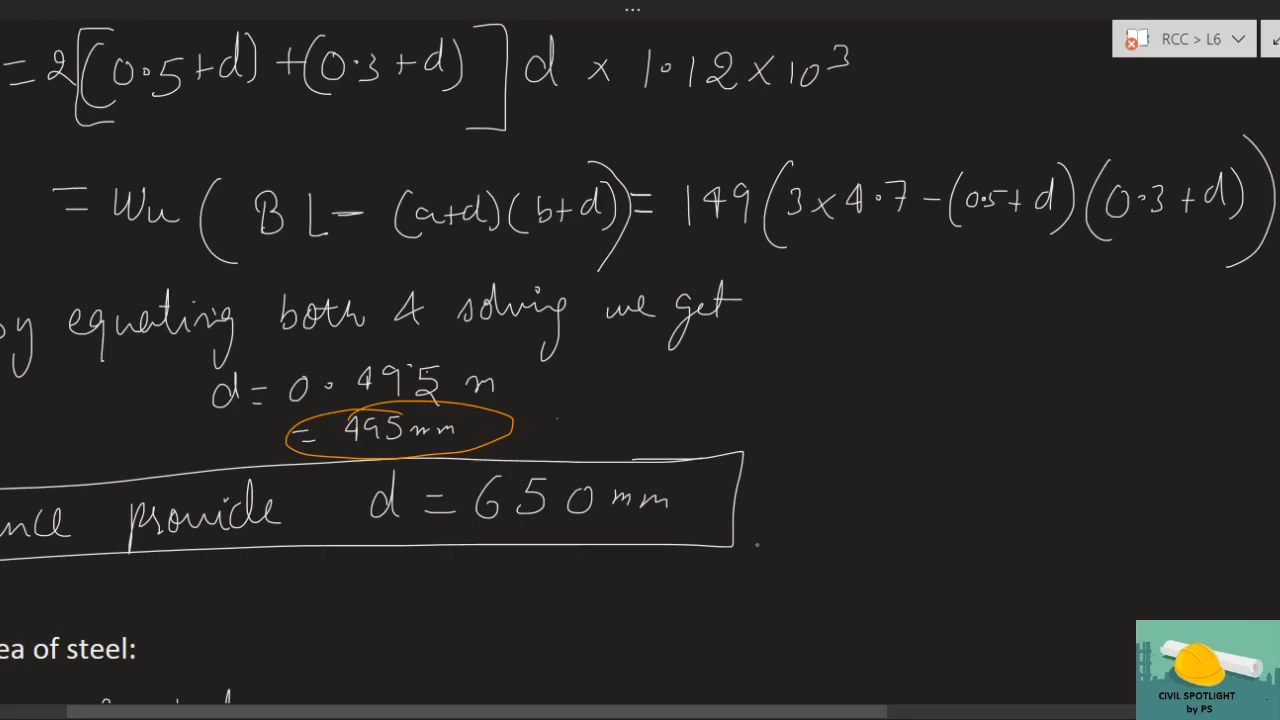 ...
RCC > L6
= 2[(0.5+d) + (0.3+d)] d × 1.12 × 10³
= Wu ( BL - (a+d)(b+d)) = 149 (3 × 4.7 - (0.5+d)(0.3+d))
by equating both & solving we get
d = 0.495 m
= 495 mm
nce provide d = 650 mm
ea of steel:
CIVIL SPOTLIGHT
by PS